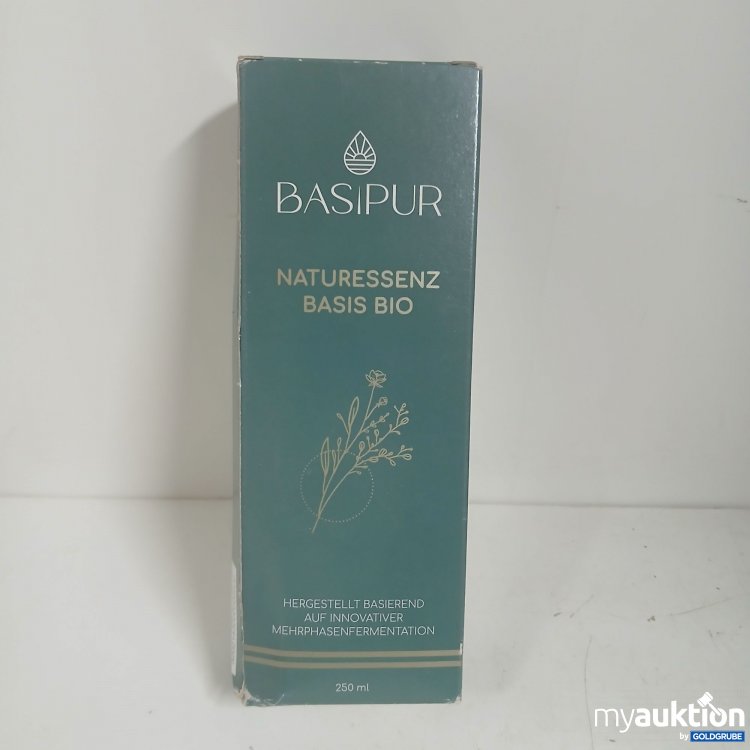 BASIPUR
NATURESSENZ
BASIS BIO
HERGESTELLT BASIEREND
AUF INNOVATIVER
MEHRPHASENFERMENTATION
250 ml
myauktion
by GOLDGRUBE